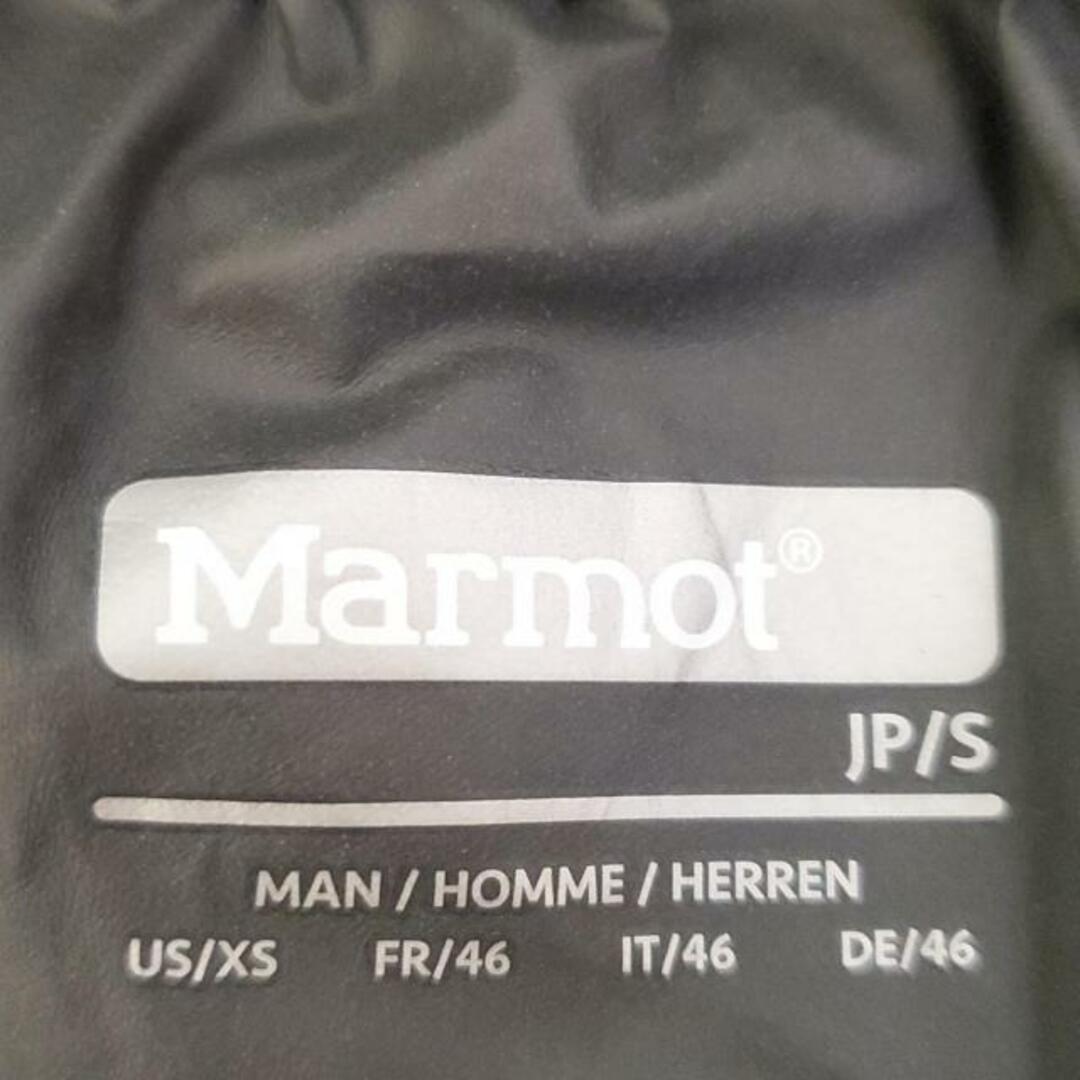 Marmot®
JP/S
MAN / HOMME / HERREN
US/XS FR/46 IT/46 DE/46